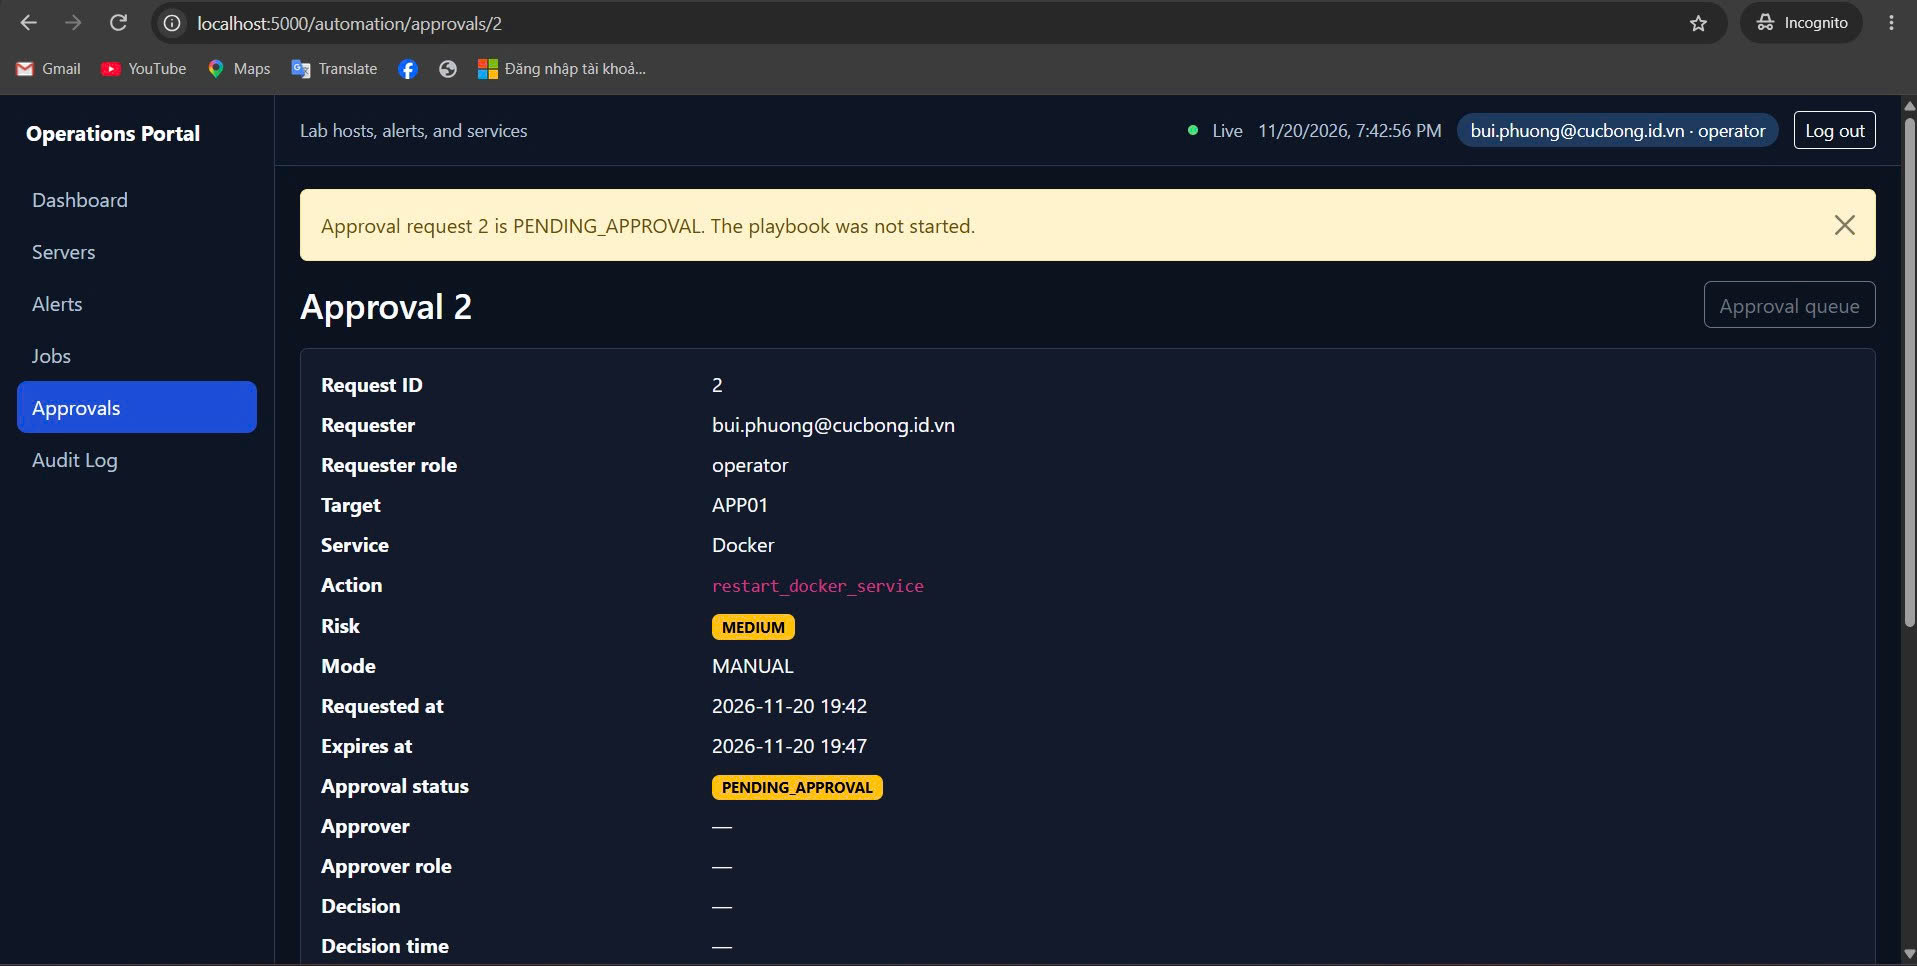 localhost:5000/automation/approvals/2
Incognito
Gmail
YouTube
Maps
Translate
Đăng nhập tài khoả...
Operations Portal
Lab hosts, alerts, and services
Live 11/20/2026, 7:42:56 PM bui.phuong@cucbong.id.vn · operator Log out
Dashboard
Servers
Alerts
Jobs
Approvals
Audit Log
Approval request 2 is PENDING_APPROVAL. The playbook was not started.
Approval 2
Approval queue
Request ID 2
Requester bui.phuong@cucbong.id.vn
Requester role operator
Target APP01
Service Docker
Action restart_docker_service
Risk MEDIUM
Mode MANUAL
Requested at 2026-11-20 19:42
Expires at 2026-11-20 19:47
Approval status PENDING_APPROVAL
Approver —
Approver role —
Decision —
Decision time —